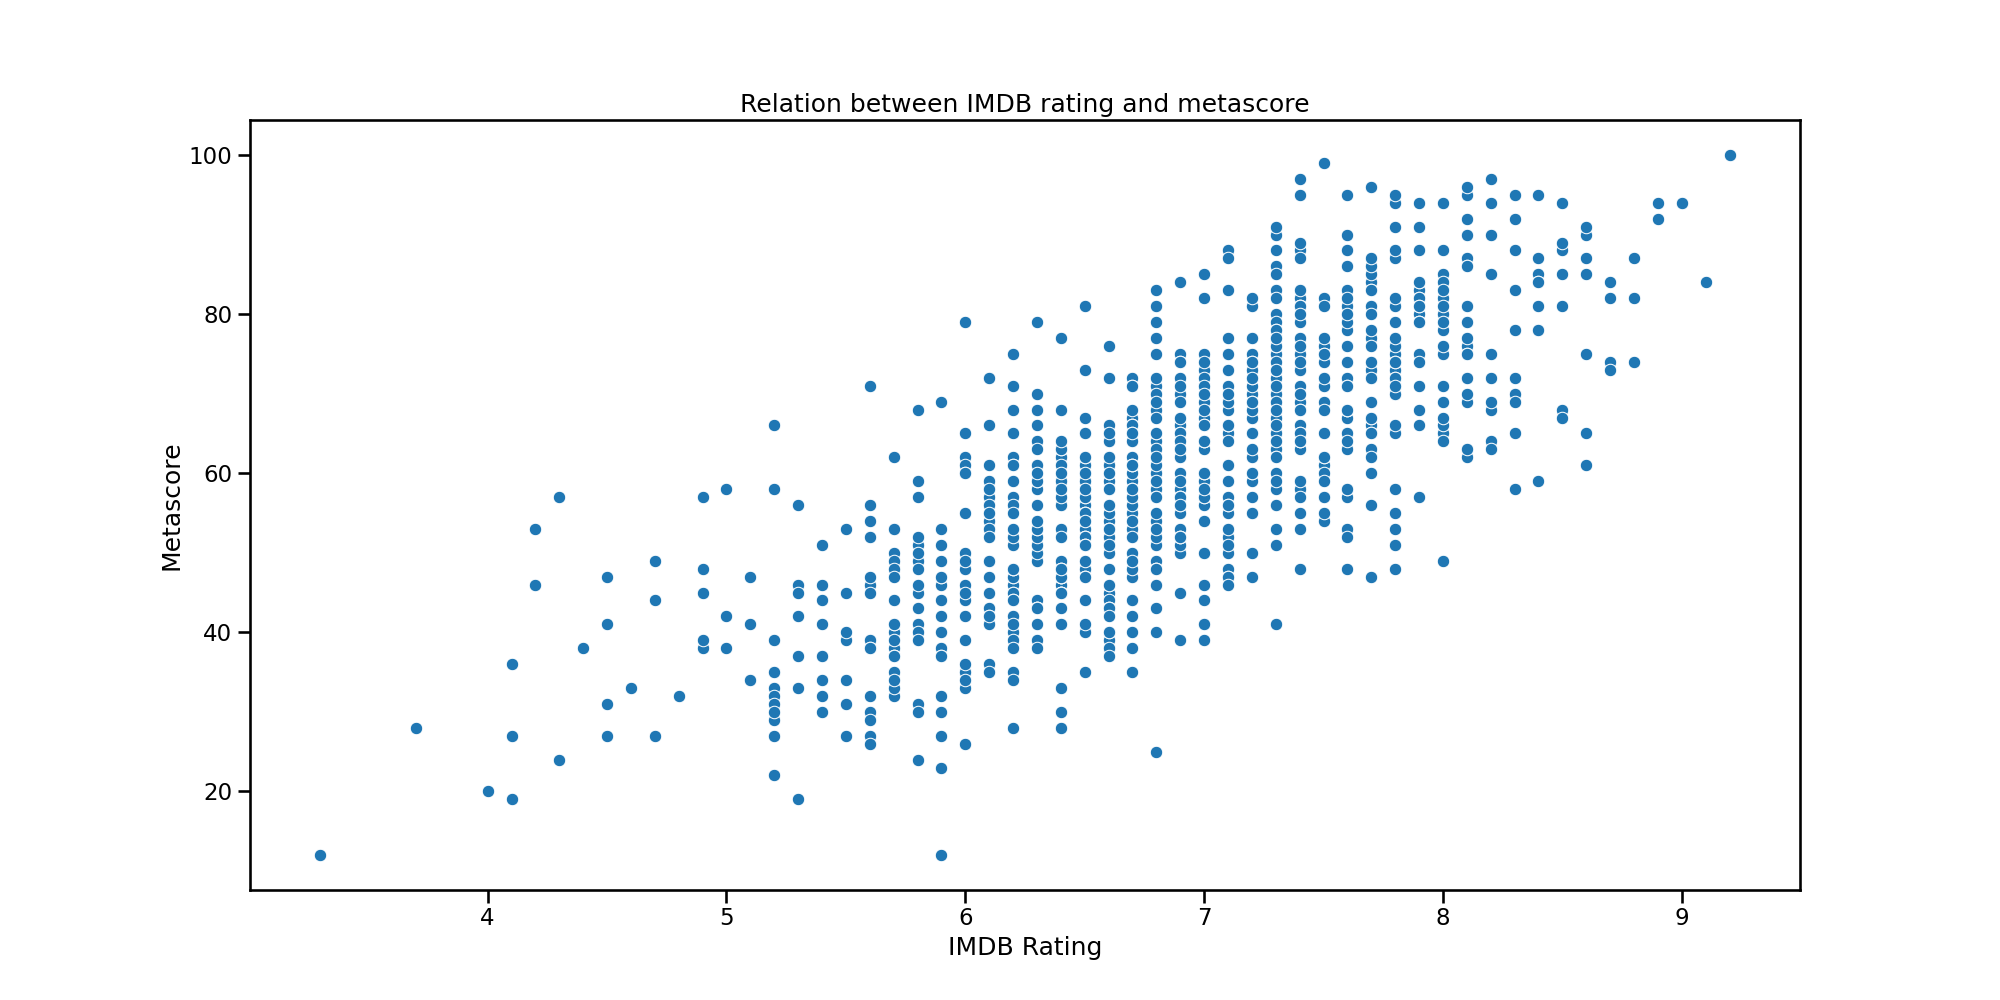 Relation between IMDB rating and metascore
100
80
60
40
20
Metascore
4 5 6 7 8 9
IMDB Rating